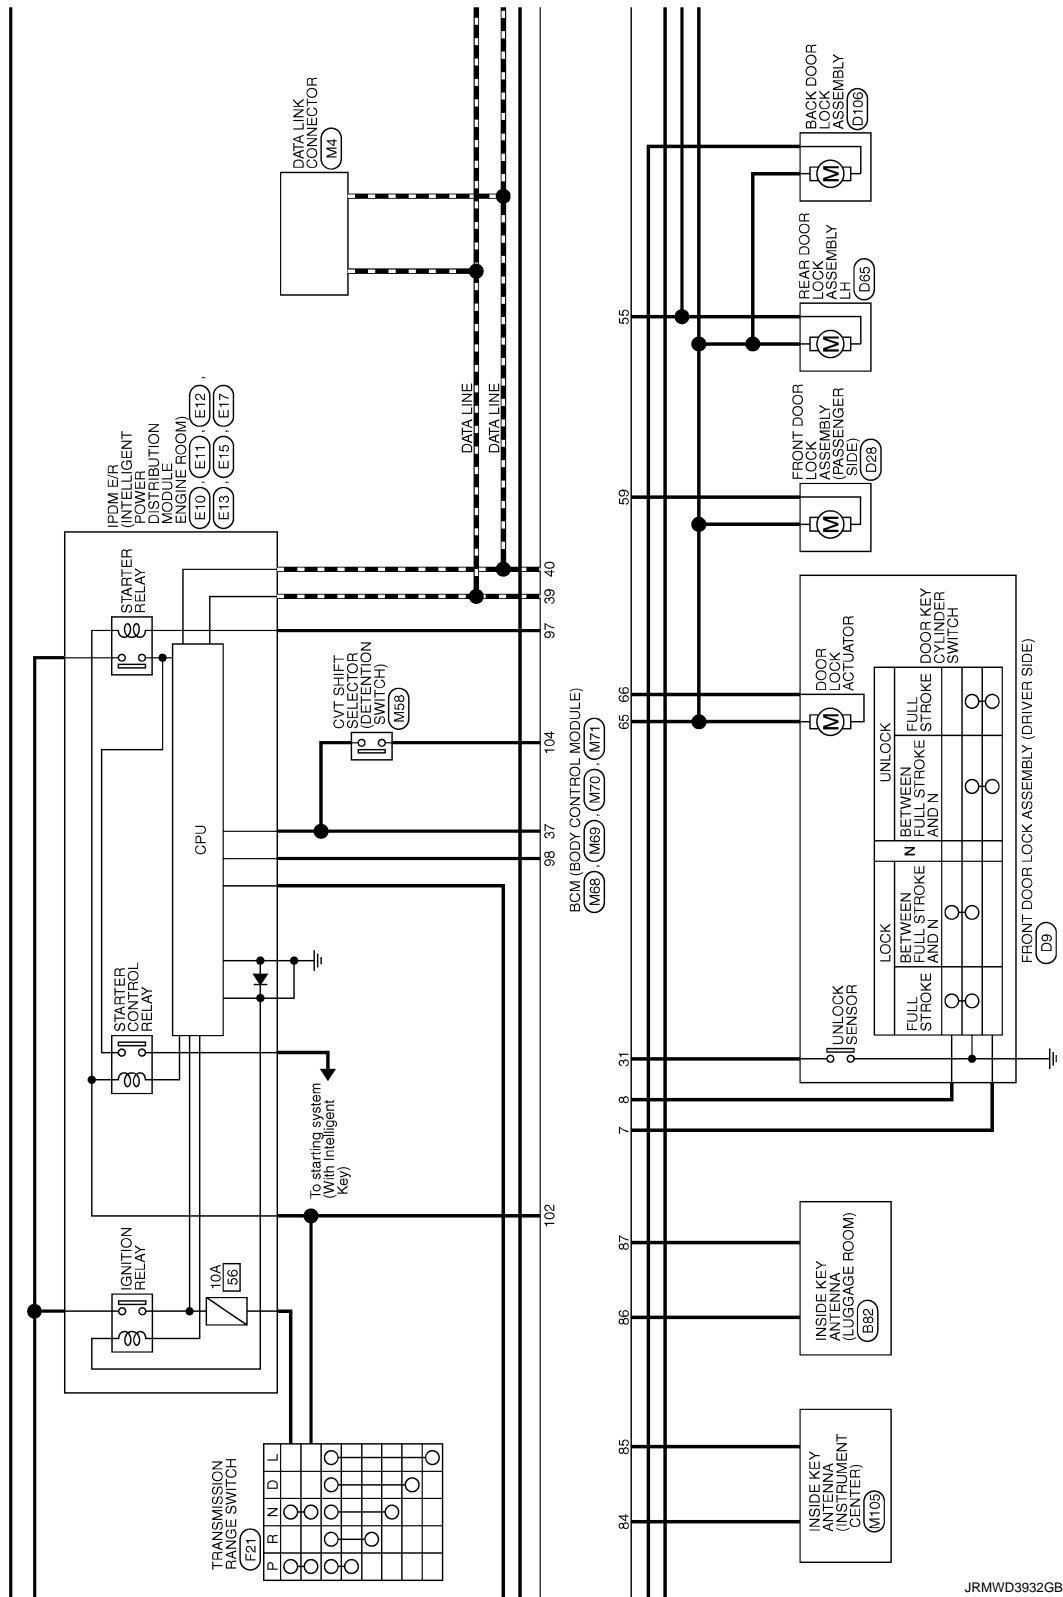 DATA LINK
CONNECTOR
M4
IPDM E/R
(INTELLIGENT
POWER
DISTRIBUTION
MODULE
ENGINE ROOM)
E10 , E11 , E12 ,
E13 , E15 , E17
DATA LINE
DATA LINE
STARTER
RELAY
40
39
97
CVT SHIFT
SELECTOR
(DETENTION
SWITCH)
M58
104
CPU
37
98
BCM (BODY CONTROL MODULE)
M68 , M69 , M70 , M71
STARTER
CONTROL
RELAY
To starting system
(With Intelligent
Key)
102
IGNITION
RELAY
10A
56
TRANSMISSION
RANGE SWITCH
F21
P R N D L
BACK DOOR
LOCK
ASSEMBLY
D106
M
REAR DOOR
LOCK
ASSEMBLY
LH
D65
M
55
FRONT DOOR
LOCK
ASSEMBLY
(PASSENGER
SIDE)
D28
M
59
66
65
DOOR
LOCK
ACTUATOR
M
DOOR KEY
CYLINDER
SWITCH
LOCK
N
UNLOCK
FULL
STROKE
BETWEEN
FULL STROKE
AND N
BETWEEN
FULL STROKE
AND N
FULL
STROKE
UNLOCK
SENSOR
FRONT DOOR LOCK ASSEMBLY (DRIVER SIDE)
D9
31
8
7
87
86
INSIDE KEY
ANTENNA
(LUGGAGE ROOM)
B82
85
84
INSIDE KEY
ANTENNA
(INSTRUMENT
CENTER)
M105
JRMWD3932GB